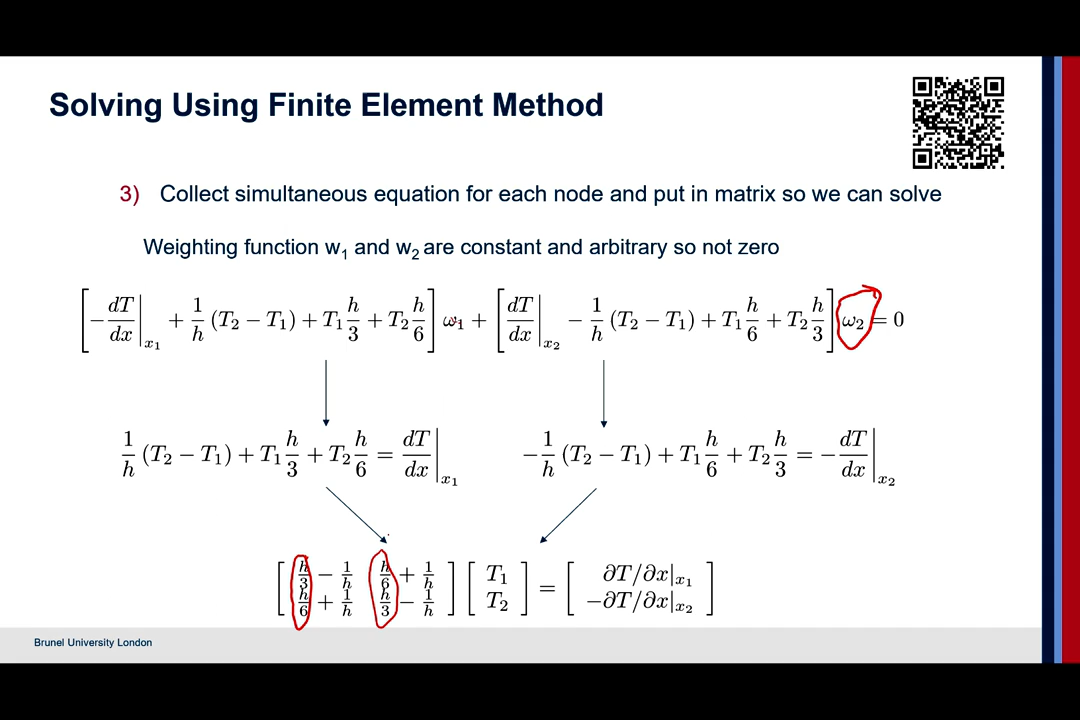 Solving Using Finite Element Method
3) Collect simultaneous equation for each node and put in matrix so we can solve
Weighting function w₁ and w₂ are constant and arbitrary so not zero
[ -dT/dx |ₓ₁ + 1/h (T₂ − T₁) + T₁ h/3 + T₂ h/6 ] ω₁ + [ dT/dx |ₓ₂ − 1/h (T₂ − T₁) + T₁ h/6 + T₂ h/3 ] ω₂ = 0
1/h (T₂ − T₁) + T₁ h/3 + T₂ h/6 = dT/dx |ₓ₁
−1/h (T₂ − T₁) + T₁ h/6 + T₂ h/3 = −dT/dx |ₓ₂
[ h/3 − 1/h   h/6 + 1/h ] [ T₁ ] = [ ∂T/∂x|ₓ₁ ]
[ h/6 + 1/h   h/3 − 1/h ] [ T₂ ]   [ −∂T/∂x|ₓ₂ ]
Brunel University London